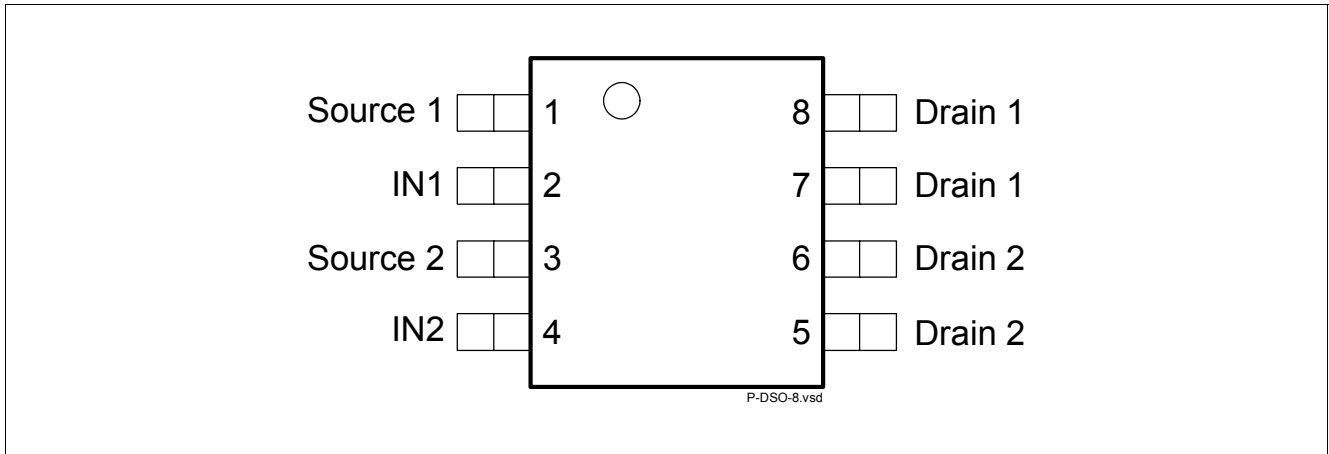 Source 1 1 8 Drain 1
IN1 2 7 Drain 1
Source 2 3 6 Drain 2
IN2 4 5 Drain 2
P-DSO-8.vsd